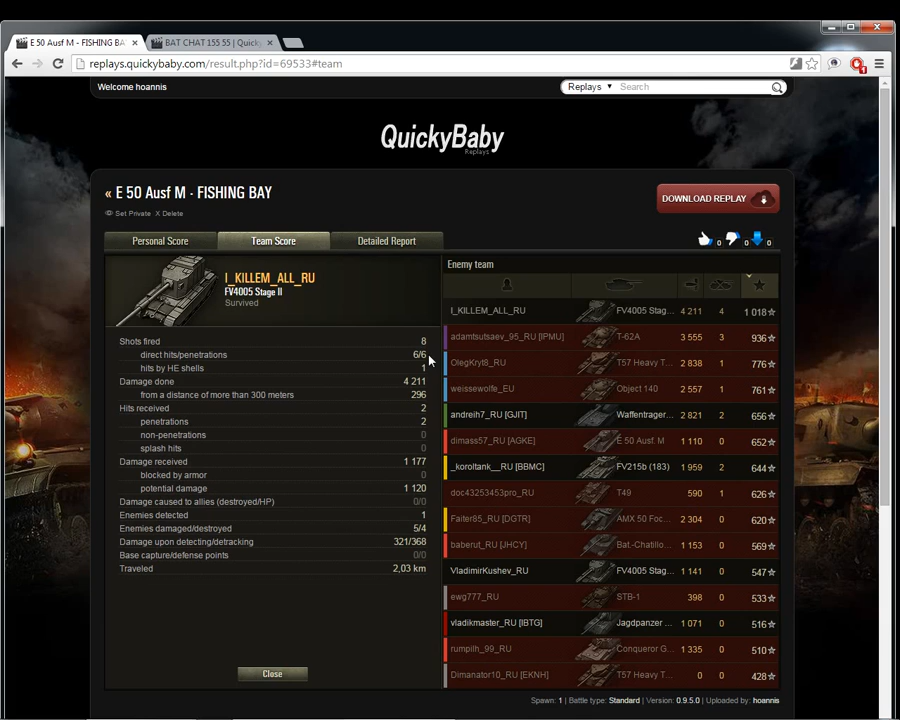 E 50 Ausf M - FISHING BA
BAT CHAT 155 55 | Quick
replays.quickybaby.com/result.php?id=69533#team
Welcome hoannis
Replays
Search
QuickyBaby
Replays
« E 50 Ausf M - FISHING BAY
Set Private X Delete
DOWNLOAD REPLAY
Personal Score
Team Score
Detailed Report
0 0 0
I_KILLEM_ALL_RU
FV4005 Stage II
Survived
Shots fired 8
direct hits/penetrations 6/6
hits by HE shells 1
Damage done 4 211
from a distance of more than 300 meters 296
Hits received 2
penetrations 2
non-penetrations 0
splash hits 0
Damage received 1 177
blocked by armor 0
potential damage 1 120
Damage caused to allies (destroyed/HP) 0/0
Enemies detected 1
Enemies damaged/destroyed 5/4
Damage upon detecting/detracking 321/368
Base capture/defense points 0/0
Traveled 2,03 km
Close
Enemy team
I_KILLEM_ALL_RU FV4005 Stag... 4 211 4 1 018
adamtsutsaev_95_RU [IPMU] T-62A 3 555 3 936
OlegKryt8_RU T57 Heavy T... 2 838 1 776
weissewolfe_EU Object 140 2 557 1 761
andreih7_RU [GJIT] Waffentrager... 2 821 2 656
dimass57_RU [AGKE] E 50 Ausf. M 1 110 0 652
_koroltank__RU [BBMC] FV215b (183) 1 959 2 644
doc43253453pro_RU T49 590 1 626
Faiter85_RU [DGTR] AMX 50 Foc... 2 304 0 620
baberut_RU [JHCY] Bat.-Chatillo... 1 153 0 569
VladimirKushev_RU FV4005 Stag... 1 141 0 547
ewg777_RU STB-1 398 0 533
vladikmaster_RU [IBTG] Jagdpanzer ... 1 071 0 516
rumpilh_99_RU Conqueror G... 1 335 0 510
Dimanator10_RU [EKNH] T57 Heavy T... 0 0 428
Spawn: 1 | Battle type: Standard | Version: 0.9.5.0 | Uploaded by: hoannis